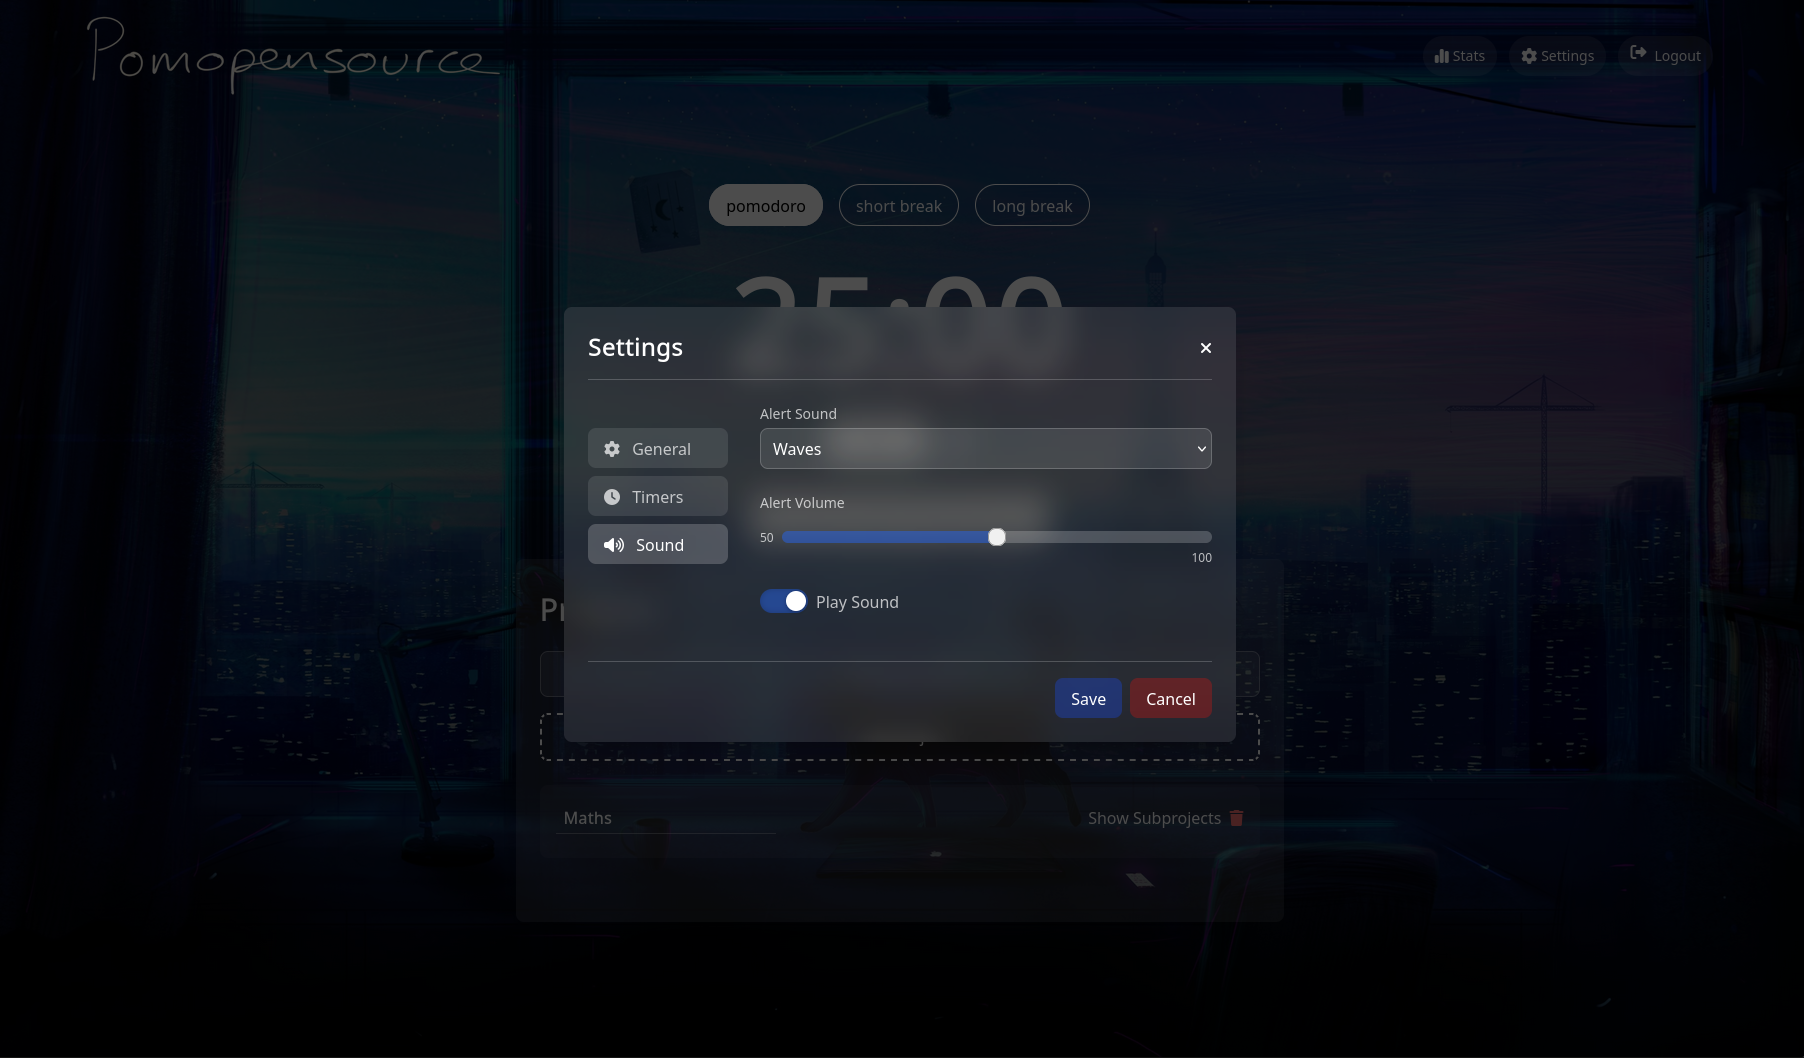 Pomopensource
Stats Settings Logout
pomodoro short break long break
25:00
Settings
Alert Sound
General
Waves
Timers
Alert Volume
Sound
50
100
Play Sound
Save Cancel
Maths
Show Subprojects